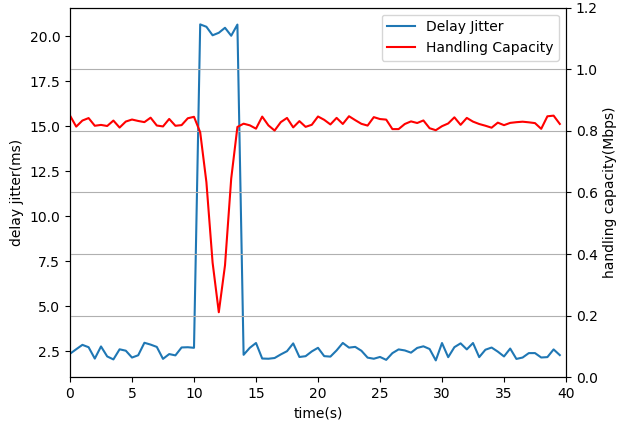 Delay Jitter
Handling Capacity
delay jitter(ms)
20.0
17.5
15.0
12.5
10.0
7.5
5.0
2.5
1.2
1.0
0.8
0.6
0.4
0.2
0.0
handling capacity(Mbps)
0 5 10 15 20 25 30 35 40
time(s)